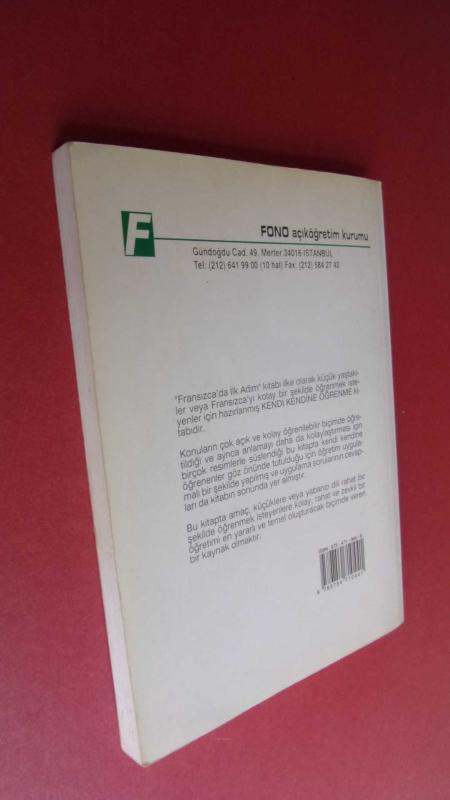 F
FONO açıköğretim kurumu
Gündoğdu Cad. 49, Merter 34016 İSTANBUL
Tel: (212) 641 99 00 (10 hat) Fax: (212) 584 27 42
"Fransızca'da İlk Adım" kitabı ilke olarak küçük yaştaki-
ler veya Fransızca'yı kolay bir şekilde öğrenmek iste-
yenler için hazırlanmış KENDİ KENDİNE ÖĞRENME ki-
tabıdır.
Konuların çok açık ve kolay öğrenilebilir biçimde öğre-
tildiği ve ayrıca anlamayı daha da kolaylaştırması için
birçok resimlerle süslendiği bu kitapta kendi kendine
öğrenenler göz önünde tutulduğu için öğretim uygula-
malı bir şekilde yapılmış ve uygulama sorularının cevap-
ları da kitabın sonunda yer almıştır.
Bu kitapta amaç, küçüklere veya yabancı dili rahat bir
şekilde öğrenmek isteyenlere kolay, rahat ve zevkli bir
öğretimi en yararlı ve temel oluşturacak biçimde veren
bir kaynak olmaktır.
ISBN